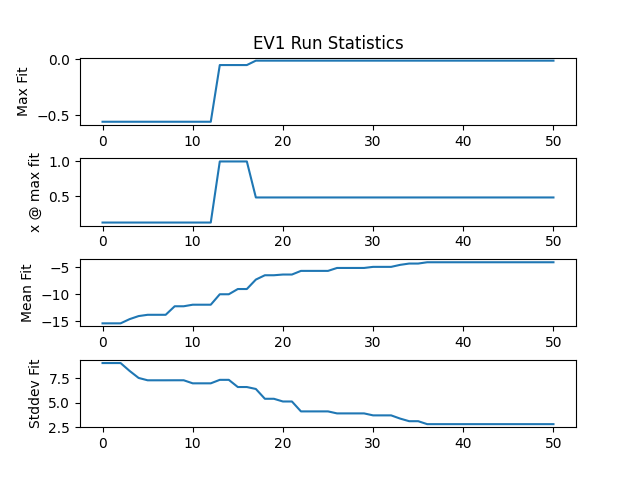 EV1 Run Statistics
Max Fit
0.0
−0.5
0 10 20 30 40 50
x @ max fit
1.0
0.5
0 10 20 30 40 50
Mean Fit
−5
−10
−15
0 10 20 30 40 50
Stddev Fit
7.5
5.0
2.5
0 10 20 30 40 50